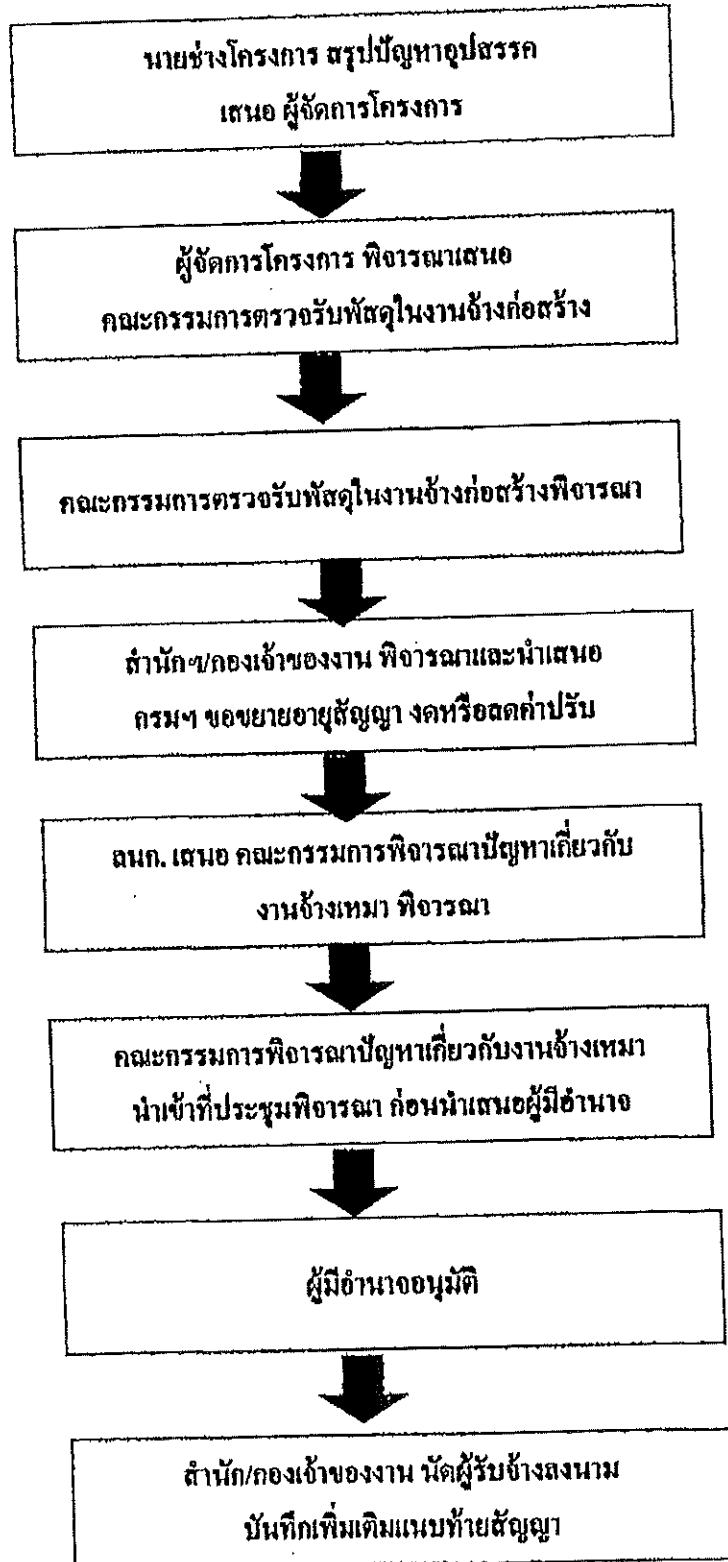 นายช่างโครงการ สรุปปัญหาอุปสรรค
เสนอ ผู้จัดการโครงการ
ผู้จัดการโครงการ พิจารณาเสนอ
คณะกรรมการตรวจรับพัสดุในงานจ้างก่อสร้าง
คณะกรรมการตรวจรับพัสดุในงานจ้างก่อสร้างพิจารณา
สำนักฯ/กองเจ้าของงาน พิจารณาและนำเสนอ
กรมฯ ขอขยายอายุสัญญา งดหรือลดค่าปรับ
ลนก. เสนอ คณะกรรมการพิจารณาปัญหาเกี่ยวกับ
งานจ้างเหมา พิจารณา
คณะกรรมการพิจารณาปัญหาเกี่ยวกับงานจ้างเหมา
นำเข้าที่ประชุมพิจารณา ก่อนนำเสนอผู้มีอำนาจ
ผู้มีอำนาจอนุมัติ
สำนัก/กองเจ้าของงาน นัดผู้รับจ้างลงนาม
บันทึกเพิ่มเติมแนบท้ายสัญญา